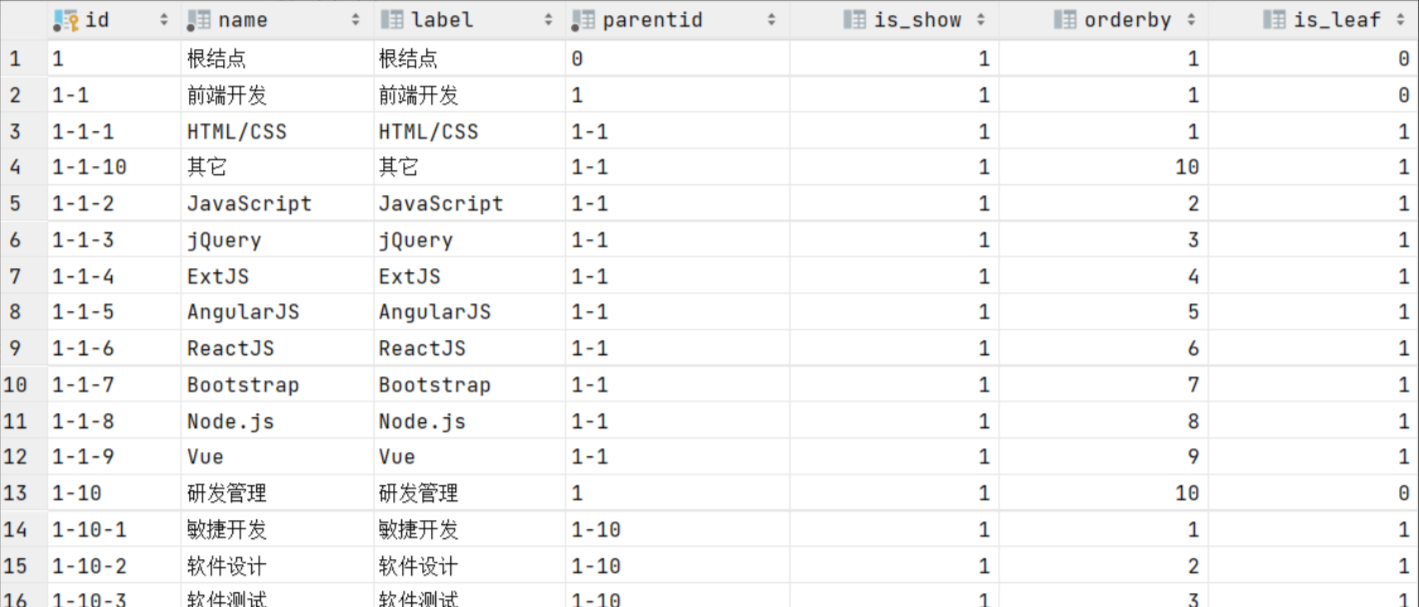 id name label parentid is_show orderby is_leaf
1 1 根结点 根结点 0 1 1 0
2 1-1 前端开发 前端开发 1 1 1 0
3 1-1-1 HTML/CSS HTML/CSS 1-1 1 1 1
4 1-1-10 其它 其它 1-1 1 10 1
5 1-1-2 JavaScript JavaScript 1-1 1 2 1
6 1-1-3 jQuery jQuery 1-1 1 3 1
7 1-1-4 ExtJS ExtJS 1-1 1 4 1
8 1-1-5 AngularJS AngularJS 1-1 1 5 1
9 1-1-6 ReactJS ReactJS 1-1 1 6 1
10 1-1-7 Bootstrap Bootstrap 1-1 1 7 1
11 1-1-8 Node.js Node.js 1-1 1 8 1
12 1-1-9 Vue Vue 1-1 1 9 1
13 1-10 研发管理 研发管理 1 1 10 0
14 1-10-1 敏捷开发 敏捷开发 1-10 1 1 1
15 1-10-2 软件设计 软件设计 1-10 1 2 1
16 1-10-3 软件测试 软件测试 1-10 1 3 1